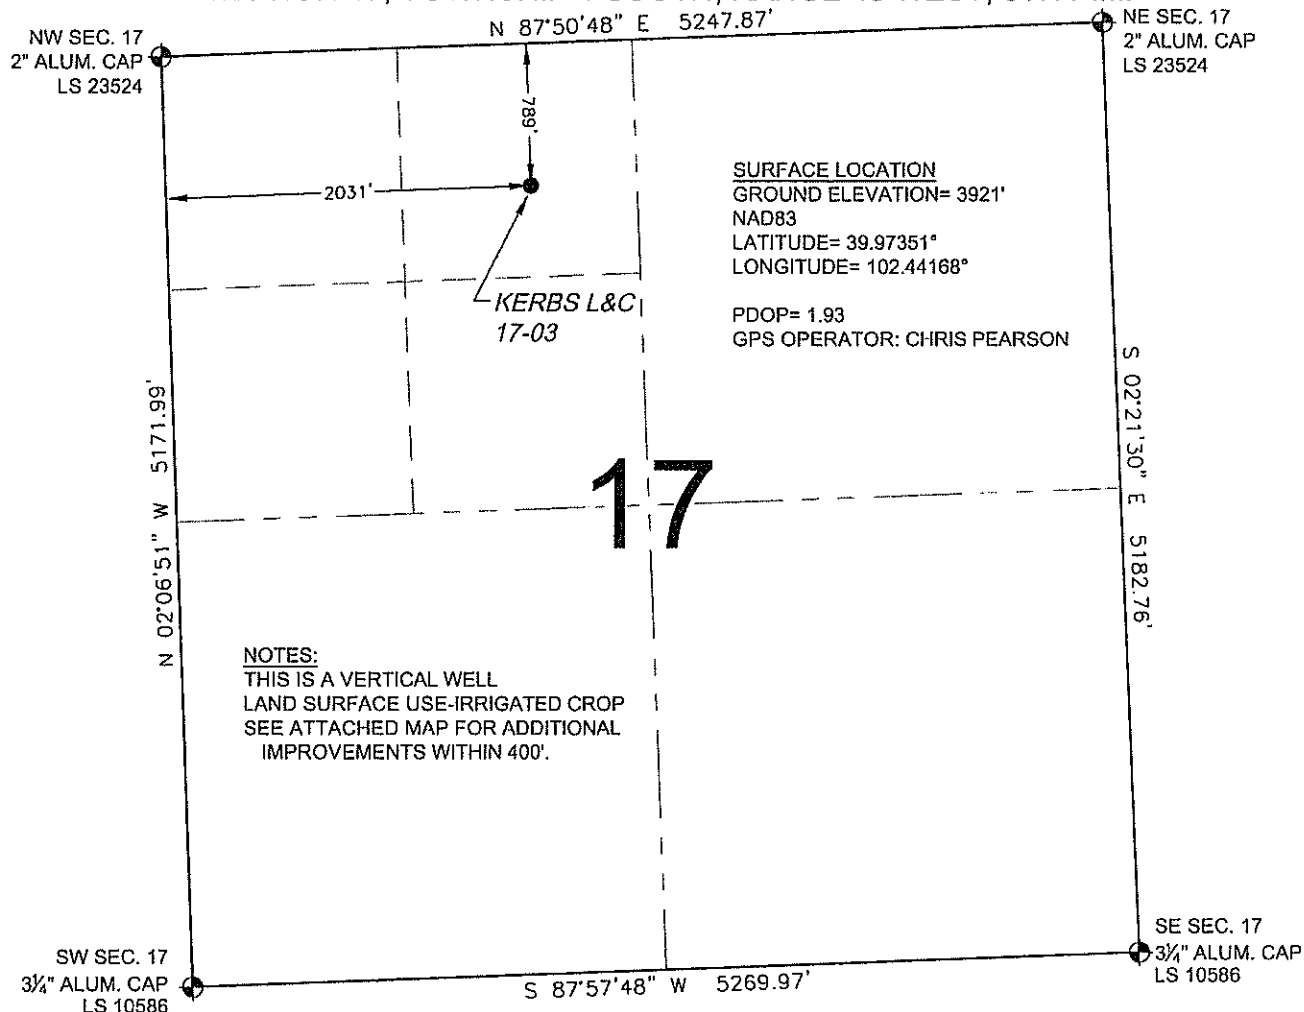 N 87°50'48" E 5247.87'
NW SEC. 17
2" ALUM. CAP
LS 23524
NE SEC. 17
2" ALUM. CAP
LS 23524
789'
2031'
KERBS L&C
17-03
SURFACE LOCATION
GROUND ELEVATION= 3921'
NAD83
LATITUDE= 39.97351°
LONGITUDE= 102.44168°
PDOP= 1.93
GPS OPERATOR: CHRIS PEARSON
N 02°06'51" W 5171.99'
S 02°21'30" E 5182.76'
17
NOTES:
THIS IS A VERTICAL WELL
LAND SURFACE USE-IRRIGATED CROP
SEE ATTACHED MAP FOR ADDITIONAL
IMPROVEMENTS WITHIN 400'.
SW SEC. 17
3¼" ALUM. CAP
LS 10586
S 87°57'48" W 5269.97'
SE SEC. 17
3¼" ALUM. CAP
LS 10586